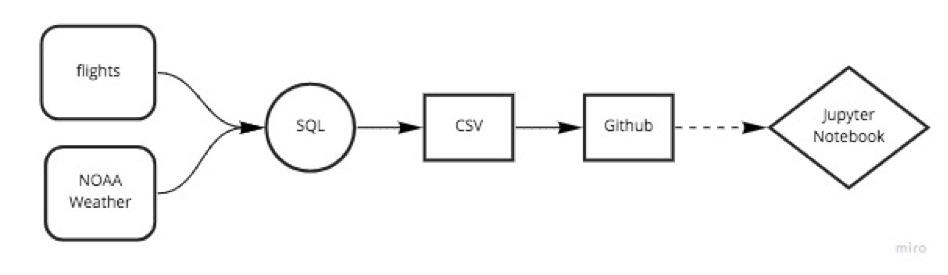 flights
NOAA
Weather
SQL
CSV
Github
Jupyter
Notebook
miro